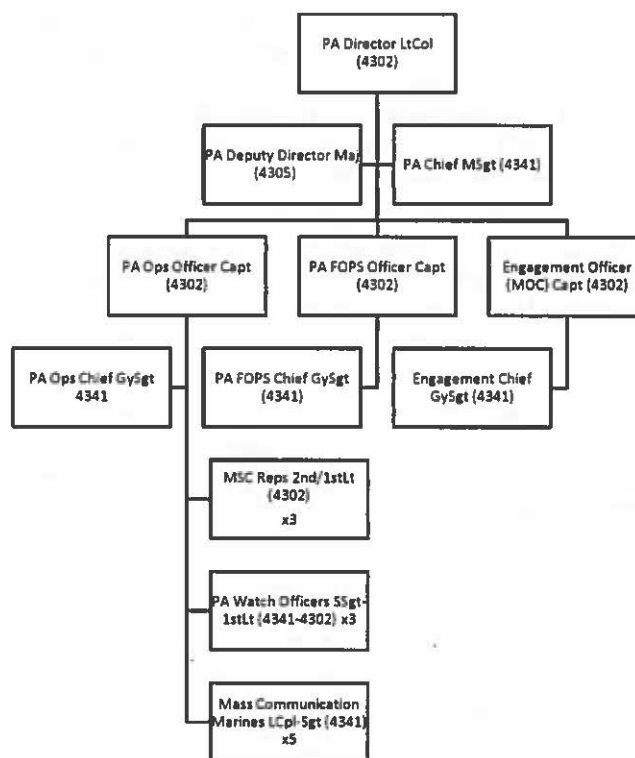 PA Director LtCol
(4302)
PA Deputy Director Maj
(4305)
PA Chief MSgt (4341)
PA Ops Officer Capt
(4302)
PA FOPS Officer Capt
(4302)
Engagement Officer
(MOC) Capt (4302)
PA Ops Chief GySgt
4341
PA FOPS Chief GySgt
(4341)
Engagement Chief
GySgt (4341)
MSC Reps 2nd/1stLt
(4302)
x3
PA Watch Officers SSgt-
1stLt (4341-4302) x3
Mass Communication
Marines LCpl-Sgt (4341)
x5